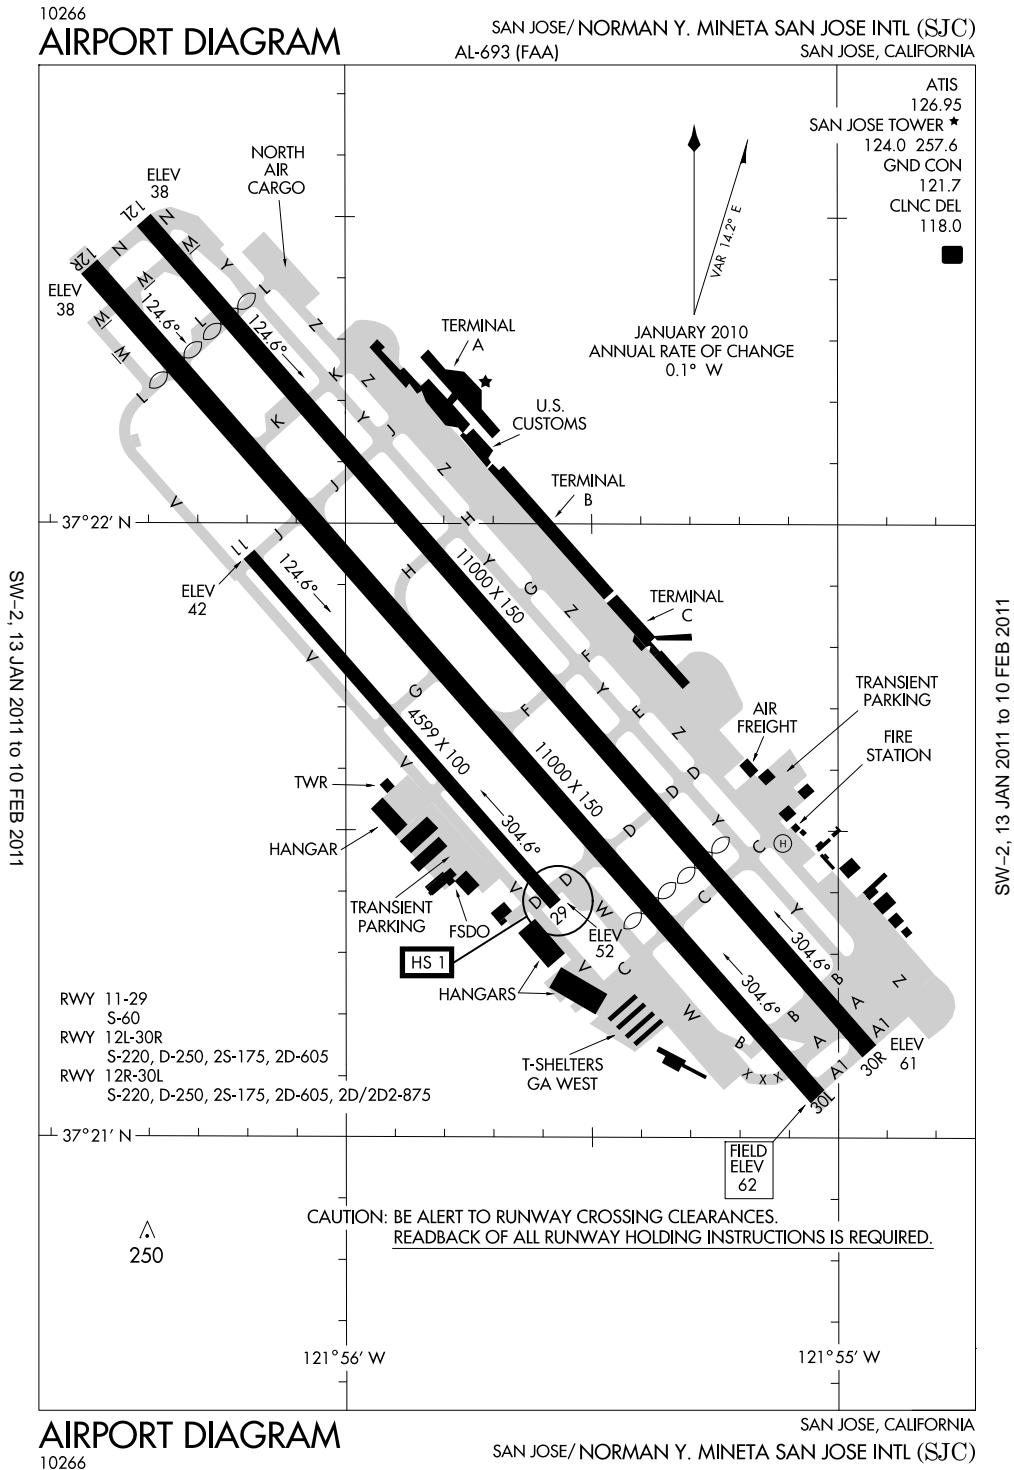 10266
AIRPORT DIAGRAM
SAN JOSE/ NORMAN Y. MINETA SAN JOSE INTL (SJC)
AL-693 (FAA)
SAN JOSE, CALIFORNIA
ATIS
126.95
SAN JOSE TOWER ★
124.0 257.6
GND CON
121.7
CLNC DEL
118.0
VAR 14.2° E
JANUARY 2010
ANNUAL RATE OF CHANGE
0.1° W
NORTH
AIR
CARGO
ELEV
38
12L
N
W
Y
L
Z
ELEV
38
12R
N
W
W
W
W
L
L
124.6°
124.6°
K
Z
K
Y
J
Z
J
H
V
TERMINAL
A
U.S.
CUSTOMS
TERMINAL
B
37°22' N
11
ELEV
42
J
124.6°
H
11000 X 150
Y
G
Z
TERMINAL
C
V
G
F
F
Y
E
Z
4599 X 100
11000 X 150
V
D
D
D
Y
C
TRANSIENT
PARKING
AIR
FREIGHT
FIRE
STATION
H
TWR
HANGAR
304.6°
TRANSIENT
PARKING
FSDO
V
D
D
29
W
C
Y
ELEV
52
HS 1
HANGARS
V
C
W
304.6°
304.6°
B
A
Z
B
A
B
A1
A1
X X X
T-SHELTERS
GA WEST
30L
30R
ELEV
61
RWY 11-29
S-60
RWY 12L-30R
S-220, D-250, 2S-175, 2D-605
RWY 12R-30L
S-220, D-250, 2S-175, 2D-605, 2D/2D2-875
37°21' N
FIELD
ELEV
62
CAUTION: BE ALERT TO RUNWAY CROSSING CLEARANCES.
READBACK OF ALL RUNWAY HOLDING INSTRUCTIONS IS REQUIRED.
250
121°56' W
121°55' W
SW-2, 13 JAN 2011 to 10 FEB 2011
SW-2, 13 JAN 2011 to 10 FEB 2011
AIRPORT DIAGRAM
10266
SAN JOSE, CALIFORNIA
SAN JOSE/ NORMAN Y. MINETA SAN JOSE INTL (SJC)